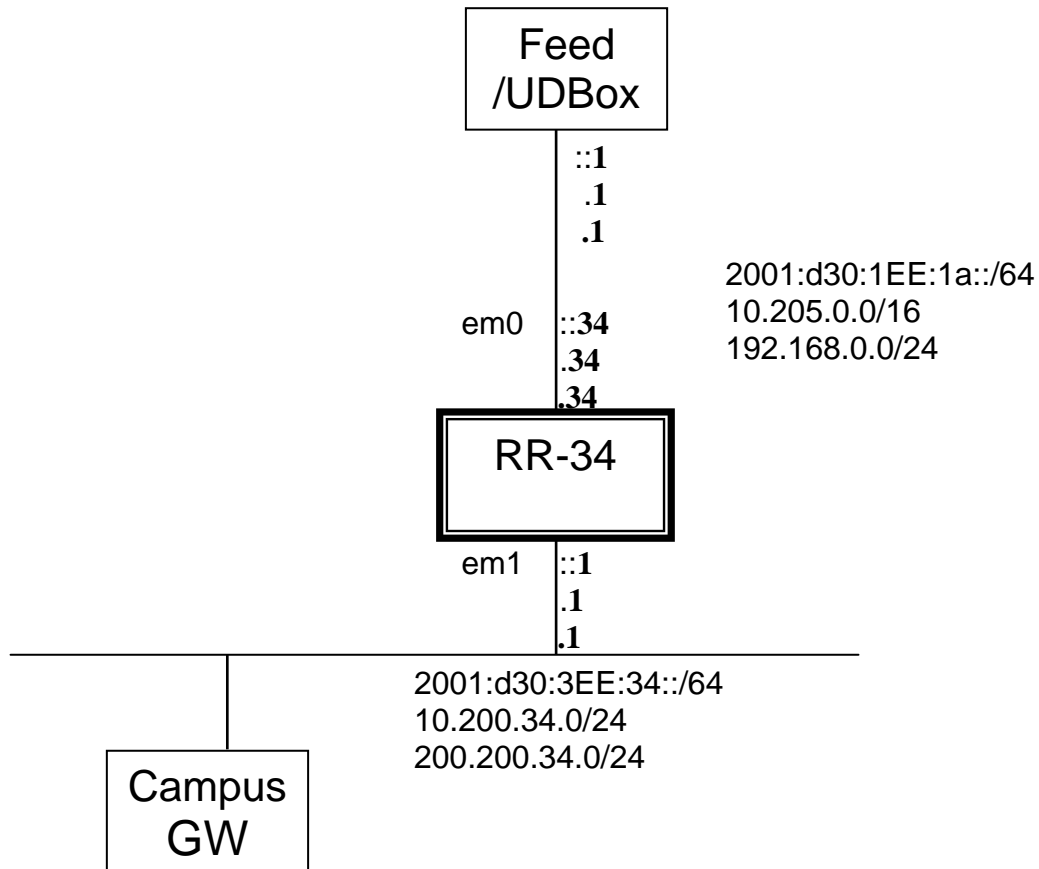 Feed
/UDBox
::1
.1
.1
2001:d30:1EE:1a::/64
10.205.0.0/16
192.168.0.0/24
em0
::34
.34
.34
RR-34
em1
::1
.1
.1
2001:d30:3EE:34::/64
10.200.34.0/24
200.200.34.0/24
Campus
GW